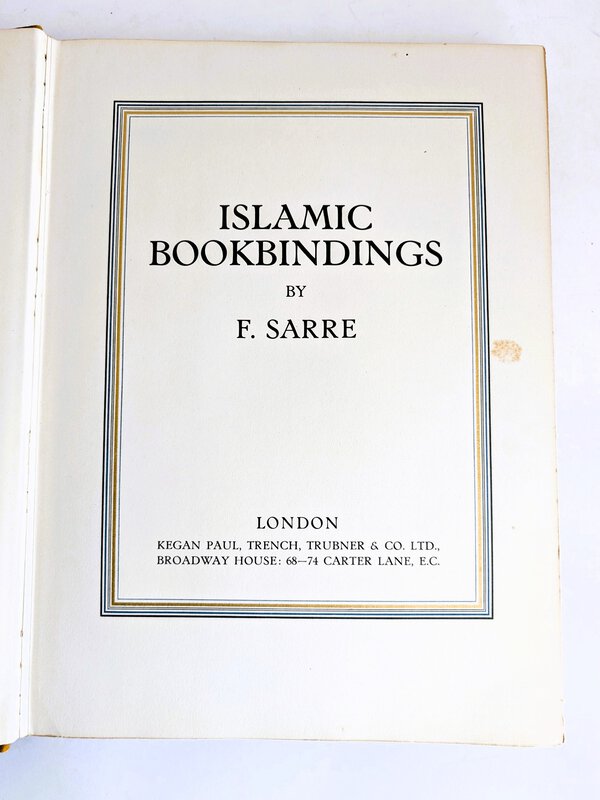 ISLAMIC
BOOKBINDINGS
BY
F. SARRE
LONDON
KEGAN PAUL, TRENCH, TRUBNER & CO. LTD.,
BROADWAY HOUSE: 68—74 CARTER LANE, E.C.